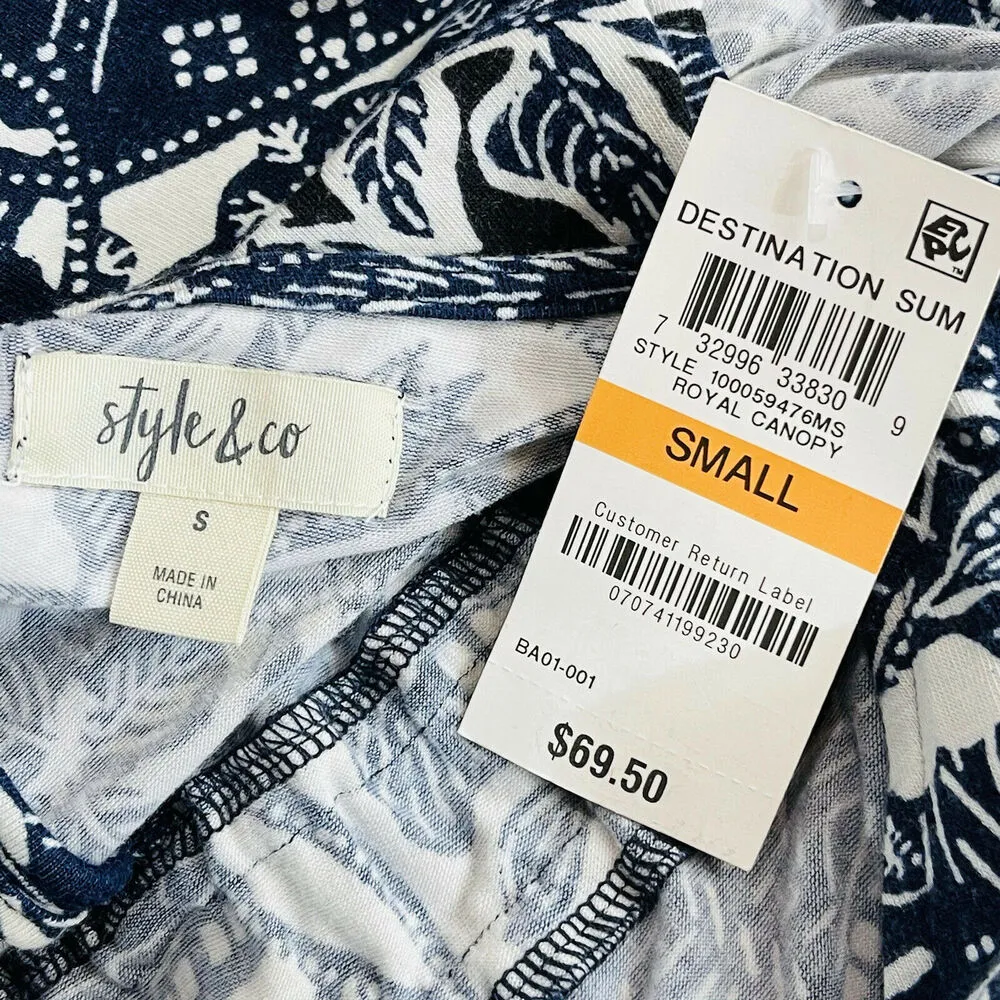 style & co
S
MADE IN
CHINA
EPC™
DESTINATION SUM
7 32996 33830 9
STYLE 100059476MS
ROYAL CANOPY
SMALL
Customer Return Label
070741199230
BA01-001
$69.50